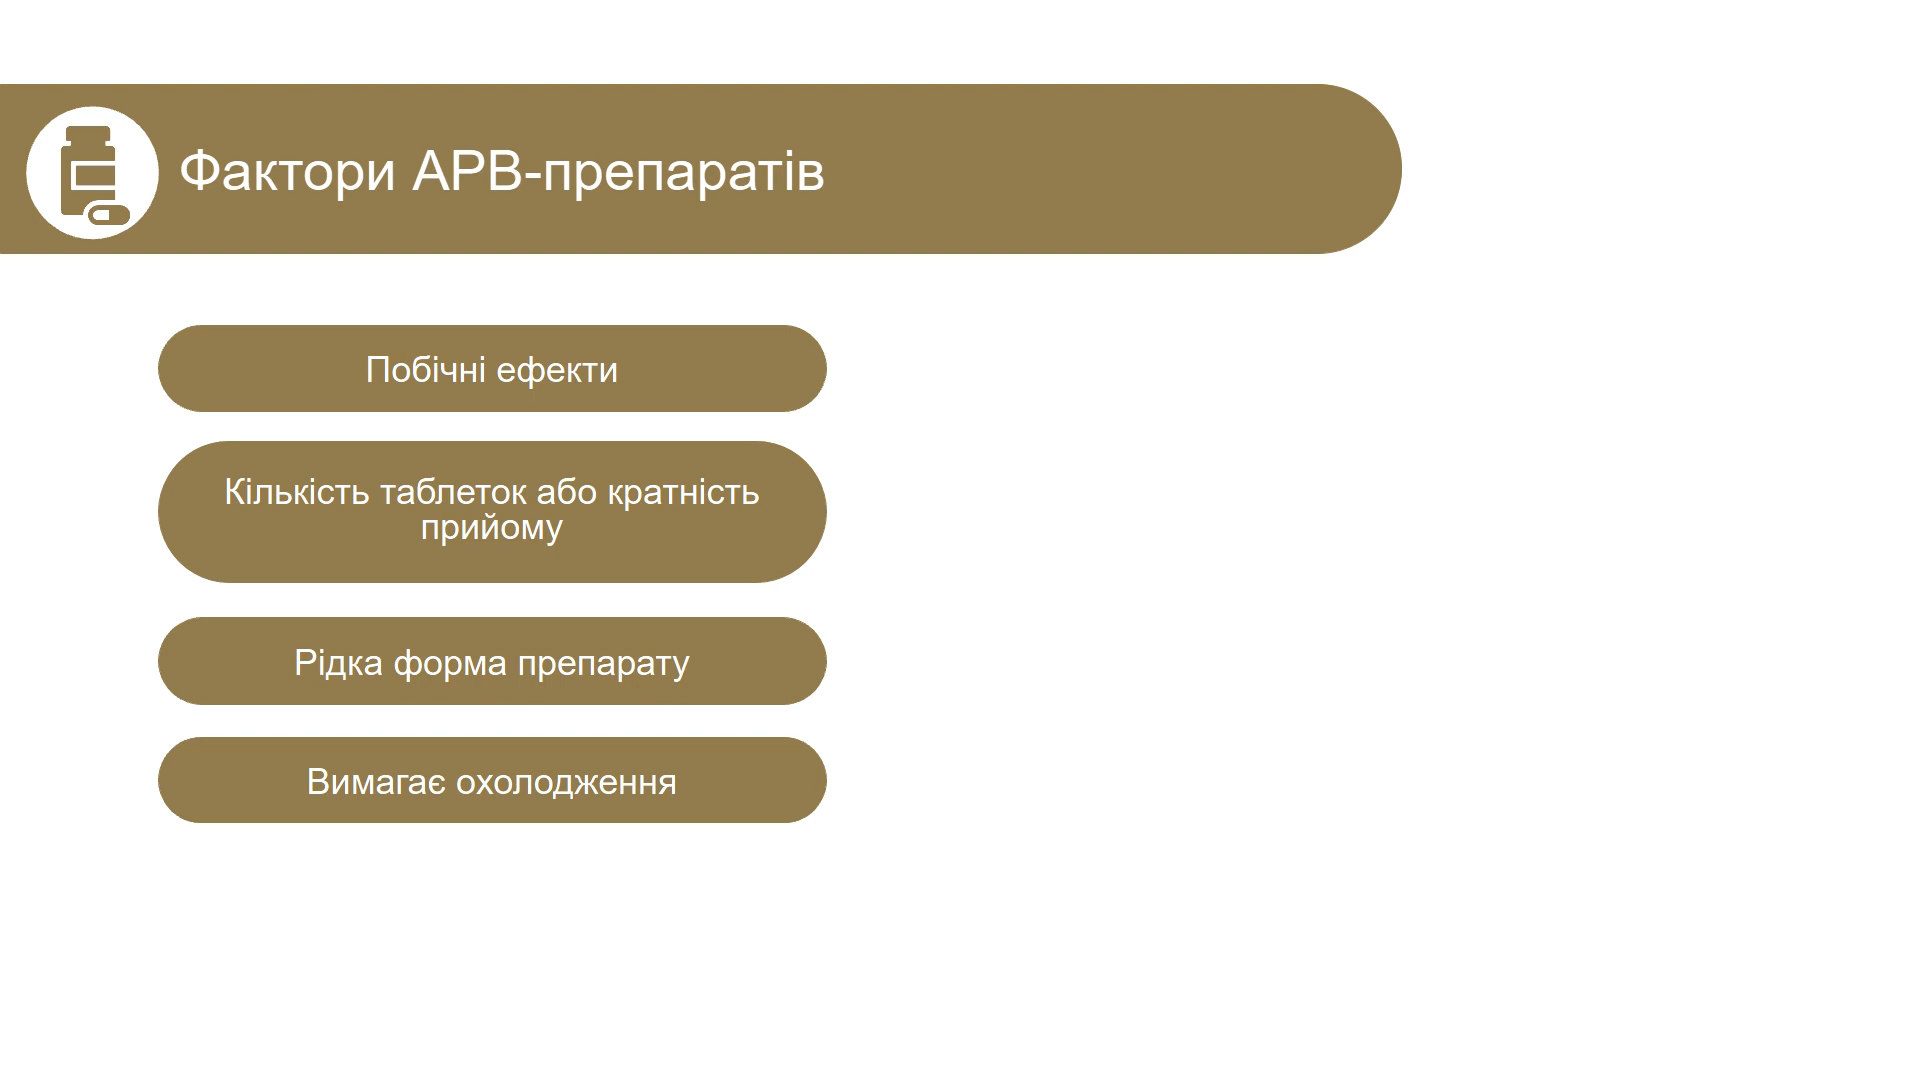 Фактори АРВ-препаратів
Побічні ефекти
Кількість таблеток або кратність
прийому
Рідка форма препарату
Вимагає охолодження